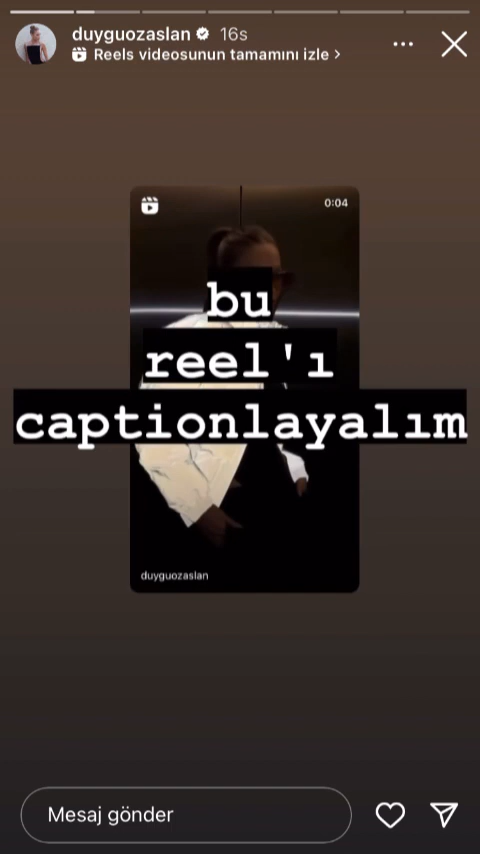 duyguozaslan 16s
Reels videosunun tamamını izle >
0:04
bu
reel'ı
captionlayalım
duyguozaslan
Mesaj gönder